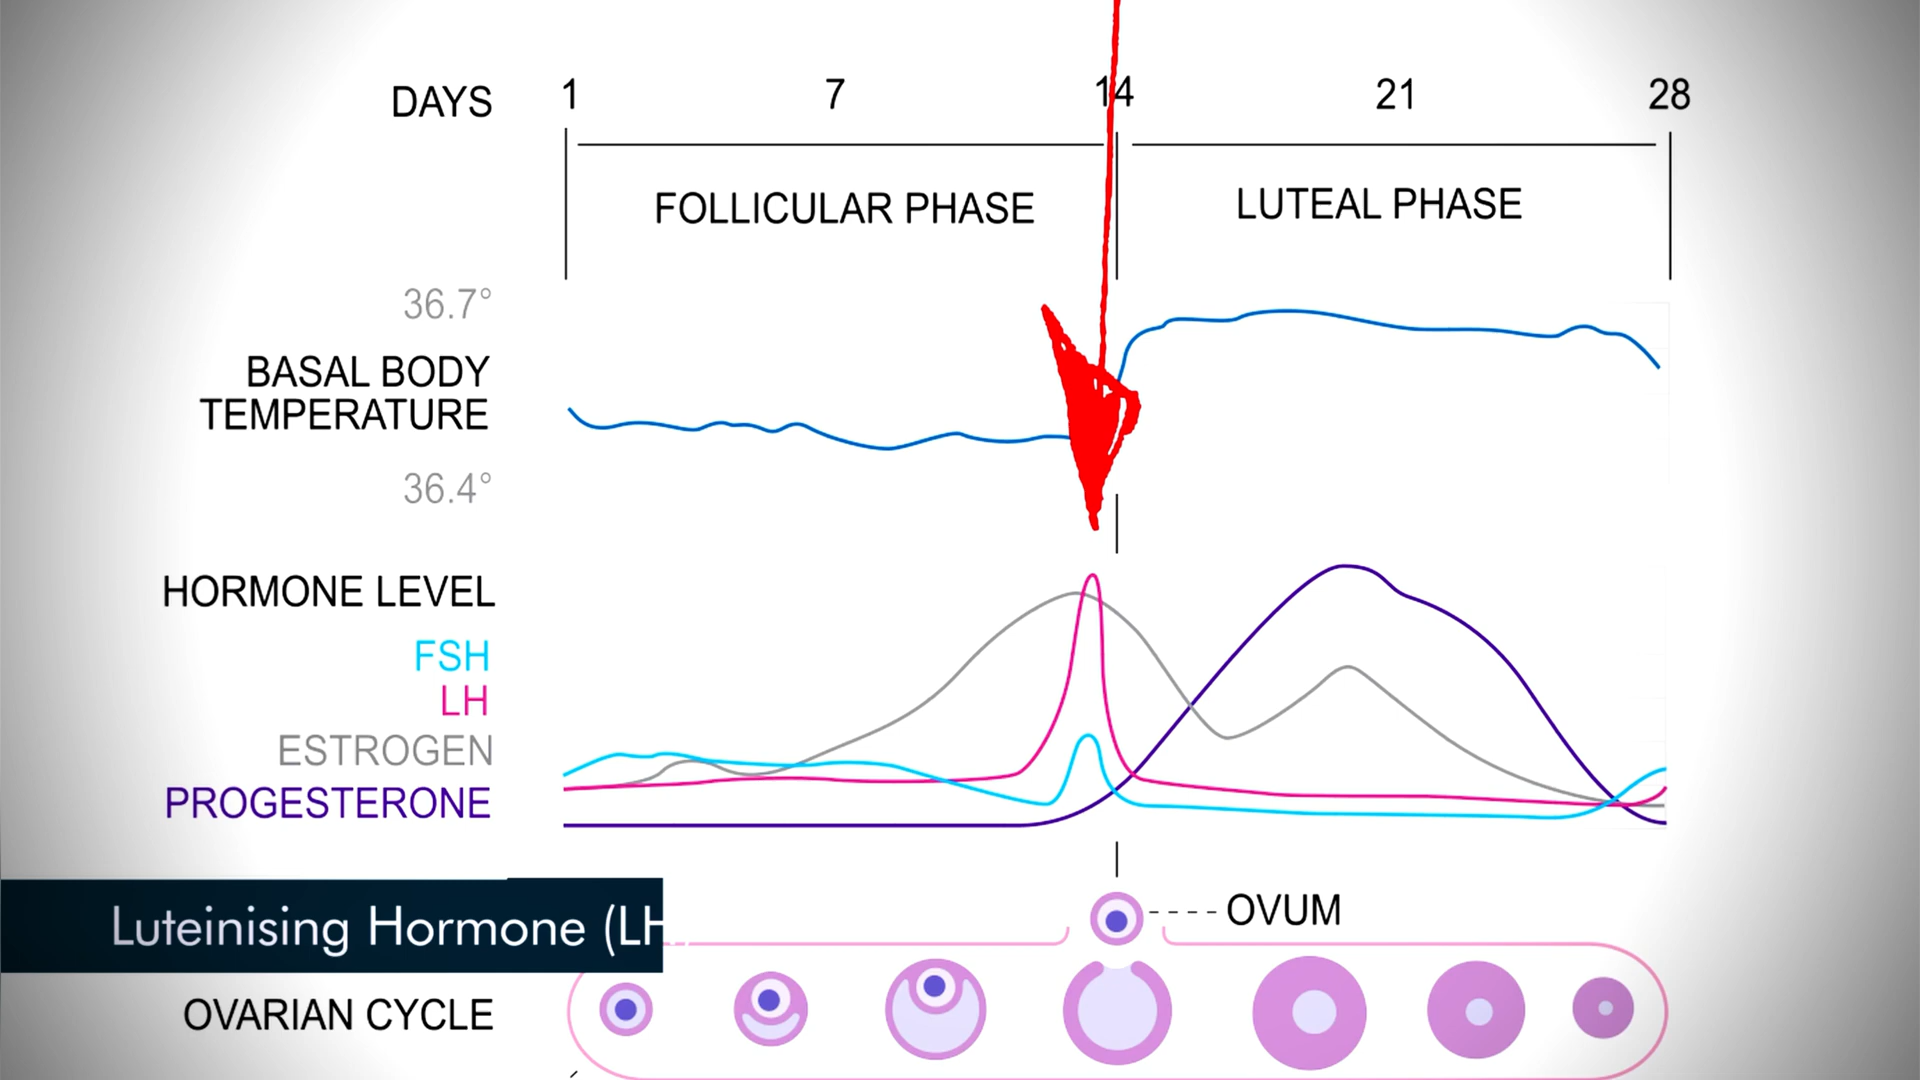 DAYS 1 7 14 21 28
FOLLICULAR PHASE LUTEAL PHASE
36.7°
BASAL BODY
TEMPERATURE
36.4°
HORMONE LEVEL
FSH
LH
ESTROGEN
PROGESTERONE
OVUM
Luteinising Hormone (LH)
OVARIAN CYCLE